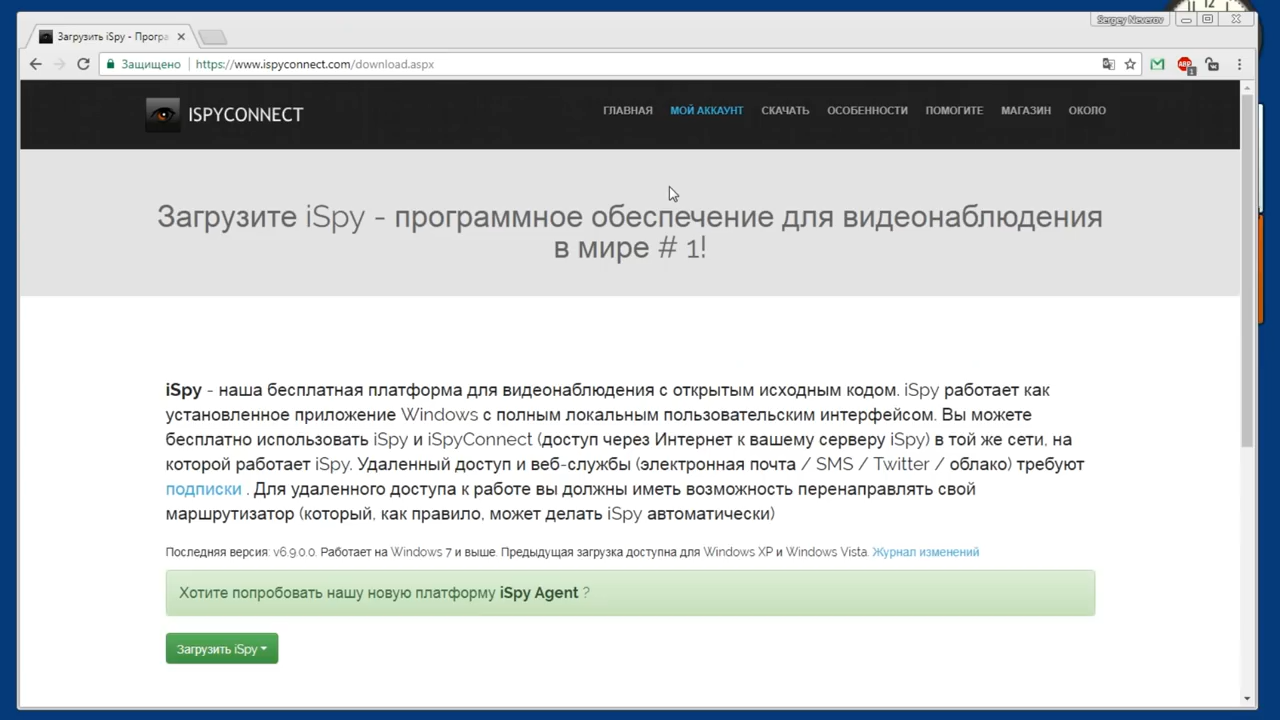 12
Sergey Neverov
Загрузить iSpy - Програ
Защищено
https://www.ispyconnect.com/download.aspx
ABP
1
ISPYCONNECT
ГЛАВНАЯ МОЙ АККАУНТ СКАЧАТЬ ОСОБЕННОСТИ ПОМОГИТЕ МАГАЗИН ОКОЛО
Загрузите iSpy - программное обеспечение для видеонаблюдения
в мире # 1!
iSpy - наша бесплатная платформа для видеонаблюдения с открытым исходным кодом. iSpy работает как
установленное приложение Windows с полным локальным пользовательским интерфейсом. Вы можете
бесплатно использовать iSpy и iSpyConnect (доступ через Интернет к вашему серверу iSpy) в той же сети, на
которой работает iSpy. Удаленный доступ и веб-службы (электронная почта / SMS / Twitter / облако) требуют
подписки . Для удаленного доступа к работе вы должны иметь возможность перенаправлять свой
маршрутизатор (который, как правило, может делать iSpy автоматически)
Последняя версия: v6.9.0.0. Работает на Windows 7 и выше. Предыдущая загрузка доступна для Windows XP и Windows Vista. Журнал изменений
Хотите попробовать нашу новую платформу iSpy Agent ?
Загрузить iSpy